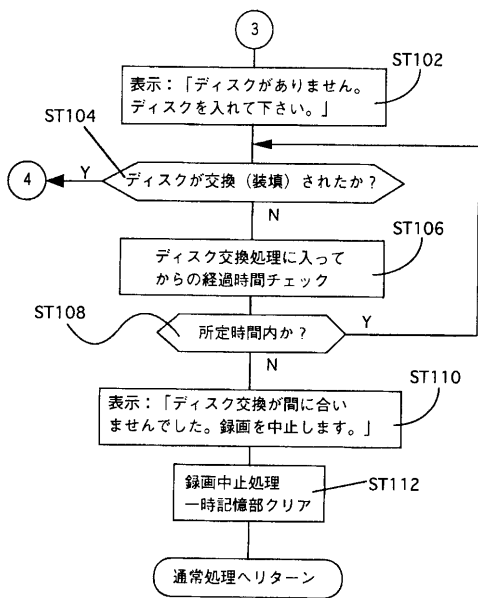 3
ST102
表示：「ディスクがありません。
ディスクを入れて下さい。」
ST104
4
Y
ディスクが交換（装填）されたか？
N
ST106
ディスク交換処理に入って
からの経過時間チェック
ST108
所定時間内か？
Y
N
ST110
表示：「ディスク交換が間に合い
ませんでした。録画を中止します。」
ST112
録画中止処理
一時記憶部クリア
通常処理へリターン